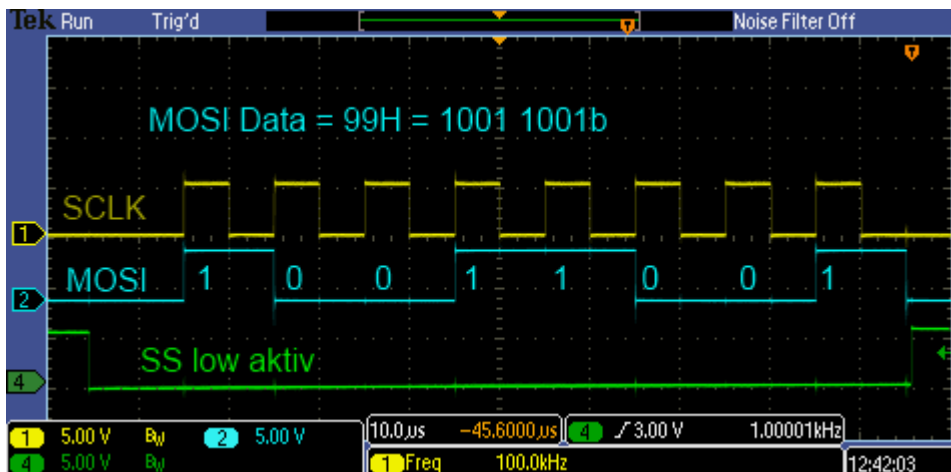 Tek Run Trig'd Noise Filter Off
T
T
MOSI Data = 99H = 1001 1001b
SCLK
1
MOSI 1 0 0 1 1 0 0 1
2
SS low aktiv
4
1 5.00 V BW 2 5.00 V 10.0µs -45.6000µs 4 / 3.00 V 1.00001kHz
4 5.00 V BW 1 Freq 100.0kHz 12:42:03